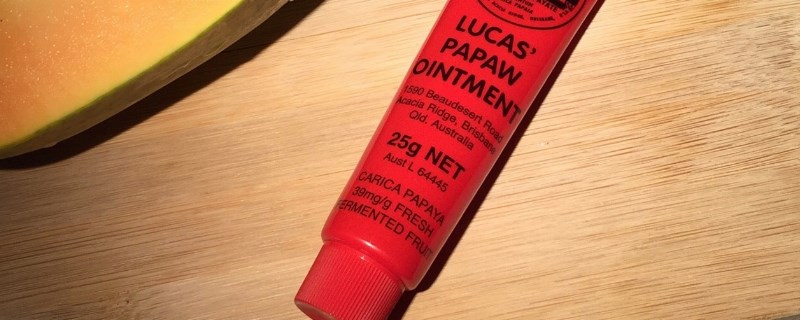 LUCAS'
PAPAW
OINTMENT
1590 Beaudesert Road
Acacia Ridge, Brisbane
Qld. Australia
25g NET
Aust L 64445
CARICA PAPAYA
39mg/g FRESH
FERMENTED FRUIT